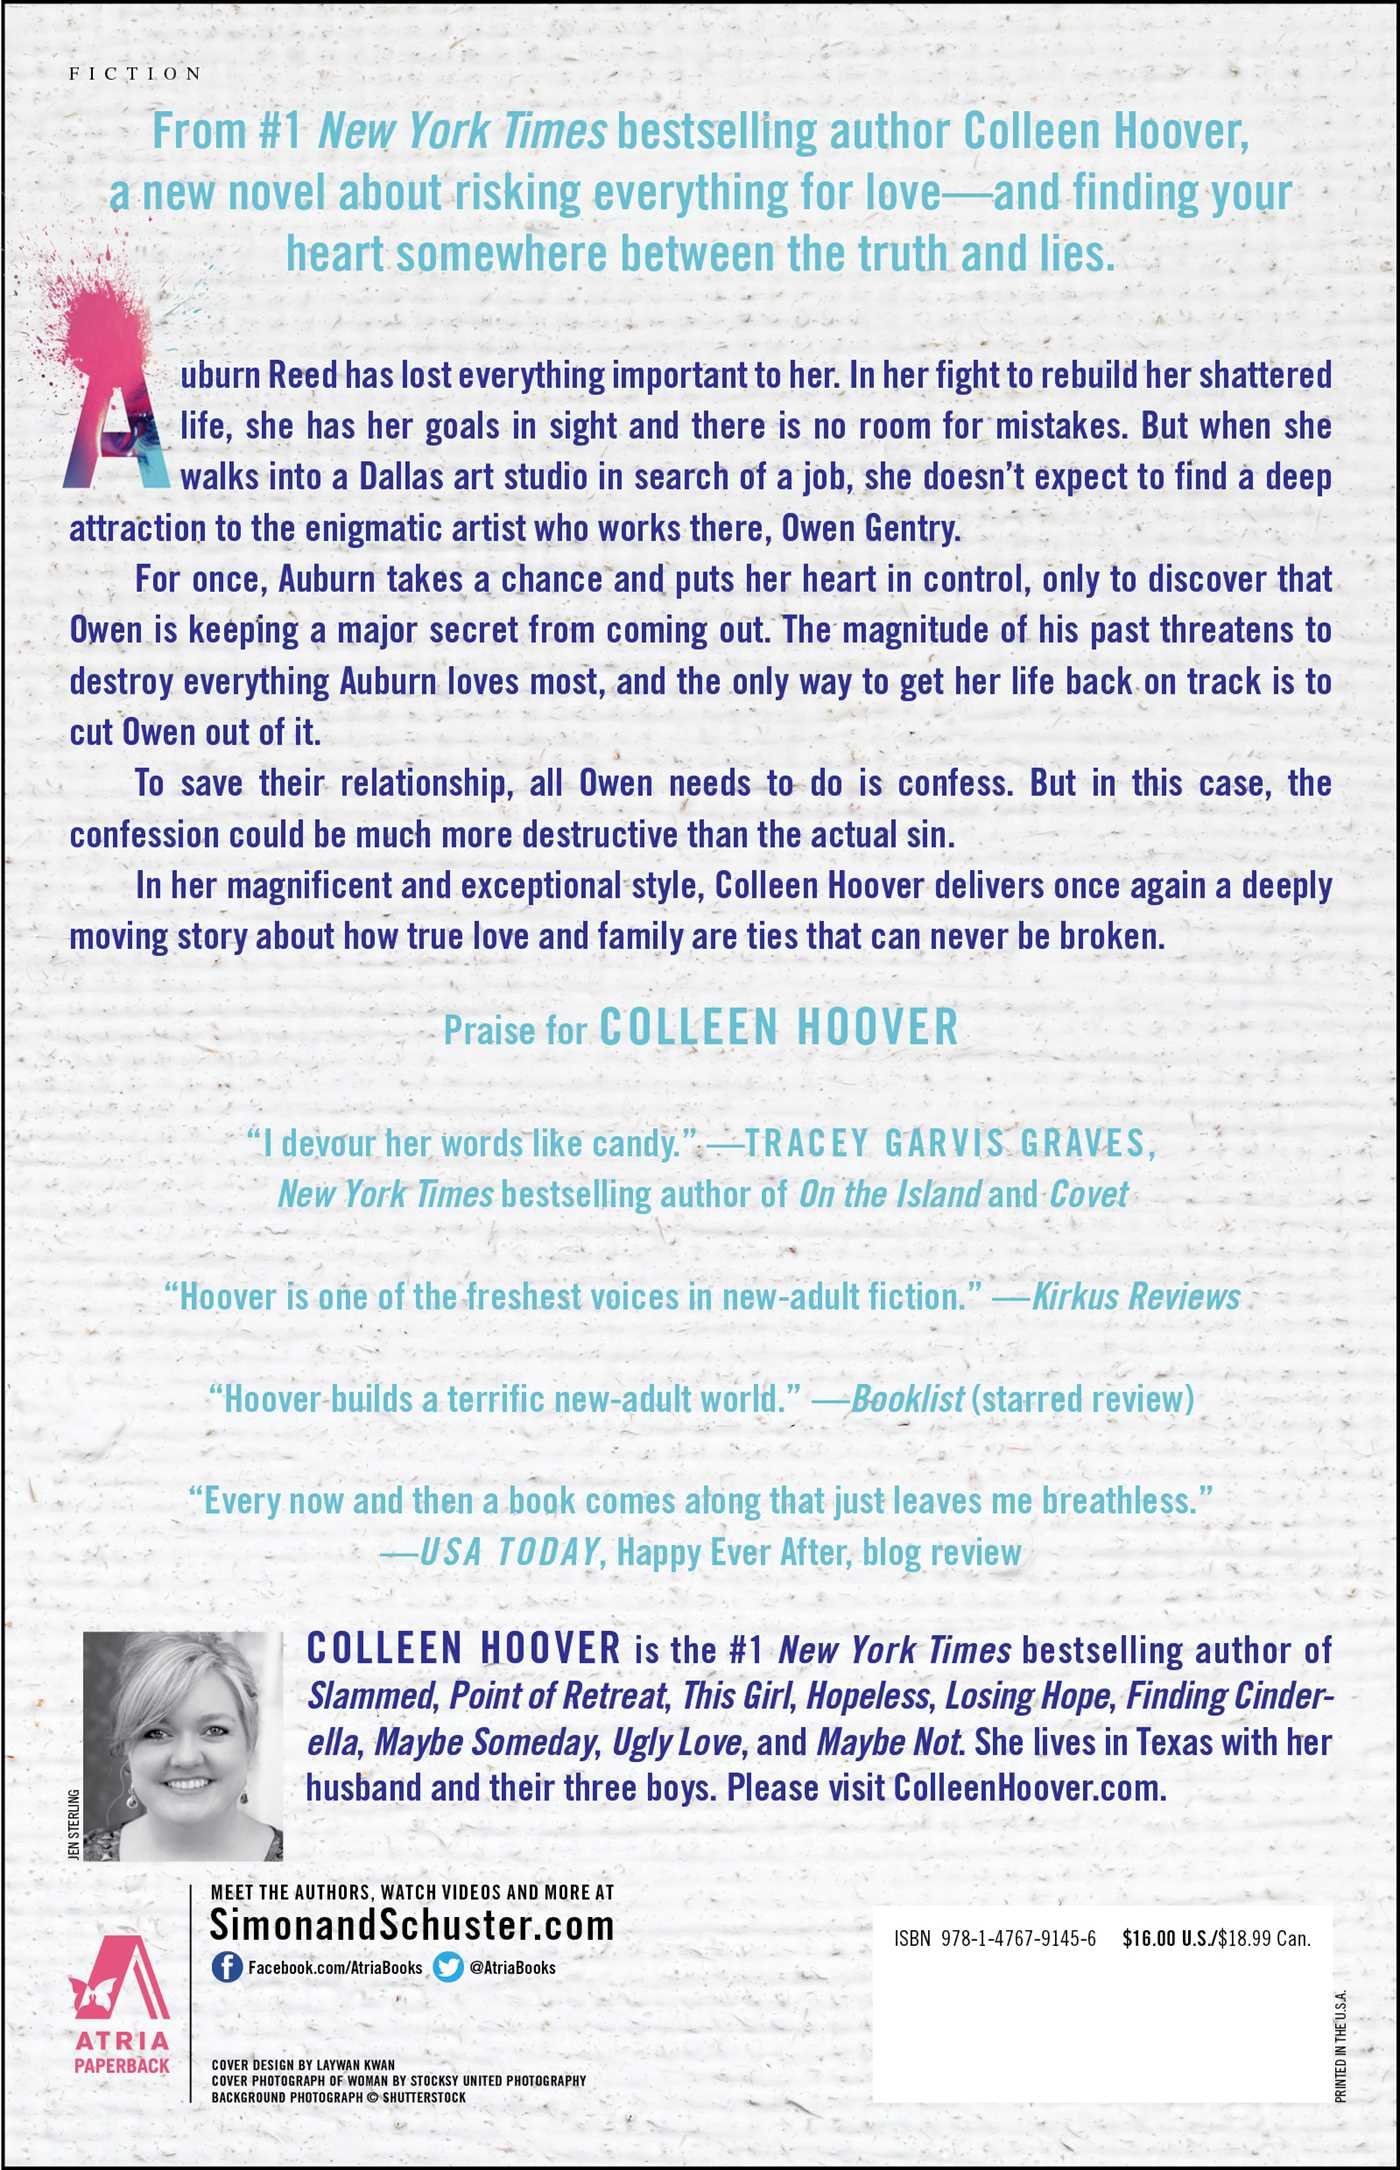 FICTION
From #1 New York Times bestselling author Colleen Hoover,
a new novel about risking everything for love—and finding your
heart somewhere between the truth and lies.
Auburn Reed has lost everything important to her. In her fight to rebuild her shattered
life, she has her goals in sight and there is no room for mistakes. But when she
walks into a Dallas art studio in search of a job, she doesn’t expect to find a deep
attraction to the enigmatic artist who works there, Owen Gentry.
For once, Auburn takes a chance and puts her heart in control, only to discover that
Owen is keeping a major secret from coming out. The magnitude of his past threatens to
destroy everything Auburn loves most, and the only way to get her life back on track is to
cut Owen out of it.
To save their relationship, all Owen needs to do is confess. But in this case, the
confession could be much more destructive than the actual sin.
In her magnificent and exceptional style, Colleen Hoover delivers once again a deeply
moving story about how true love and family are ties that can never be broken.
Praise for COLLEEN HOOVER
“I devour her words like candy.” —TRACEY GARVIS GRAVES,
New York Times bestselling author of On the Island and Covet
“Hoover is one of the freshest voices in new-adult fiction.” —Kirkus Reviews
“Hoover builds a terrific new-adult world.” —Booklist (starred review)
“Every now and then a book comes along that just leaves me breathless.”
—USA TODAY, Happy Ever After, blog review
COLLEEN HOOVER is the #1 New York Times bestselling author of
Slammed, Point of Retreat, This Girl, Hopeless, Losing Hope, Finding Cinder-
ella, Maybe Someday, Ugly Love, and Maybe Not. She lives in Texas with her
husband and their three boys. Please visit ColleenHoover.com.
JEN STERLING
MEET THE AUTHORS, WATCH VIDEOS AND MORE AT
SimonandSchuster.com
Facebook.com/AtriaBooks @AtriaBooks
ATRIA
PAPERBACK
COVER DESIGN BY LAYWAN KWAN
COVER PHOTOGRAPH OF WOMAN BY STOCKSY UNITED PHOTOGRAPHY
BACKGROUND PHOTOGRAPH © SHUTTERSTOCK
ISBN 978-1-4767-9145-6 $16.00 U.S./$18.99 Can.
PRINTED IN THE U.S.A.